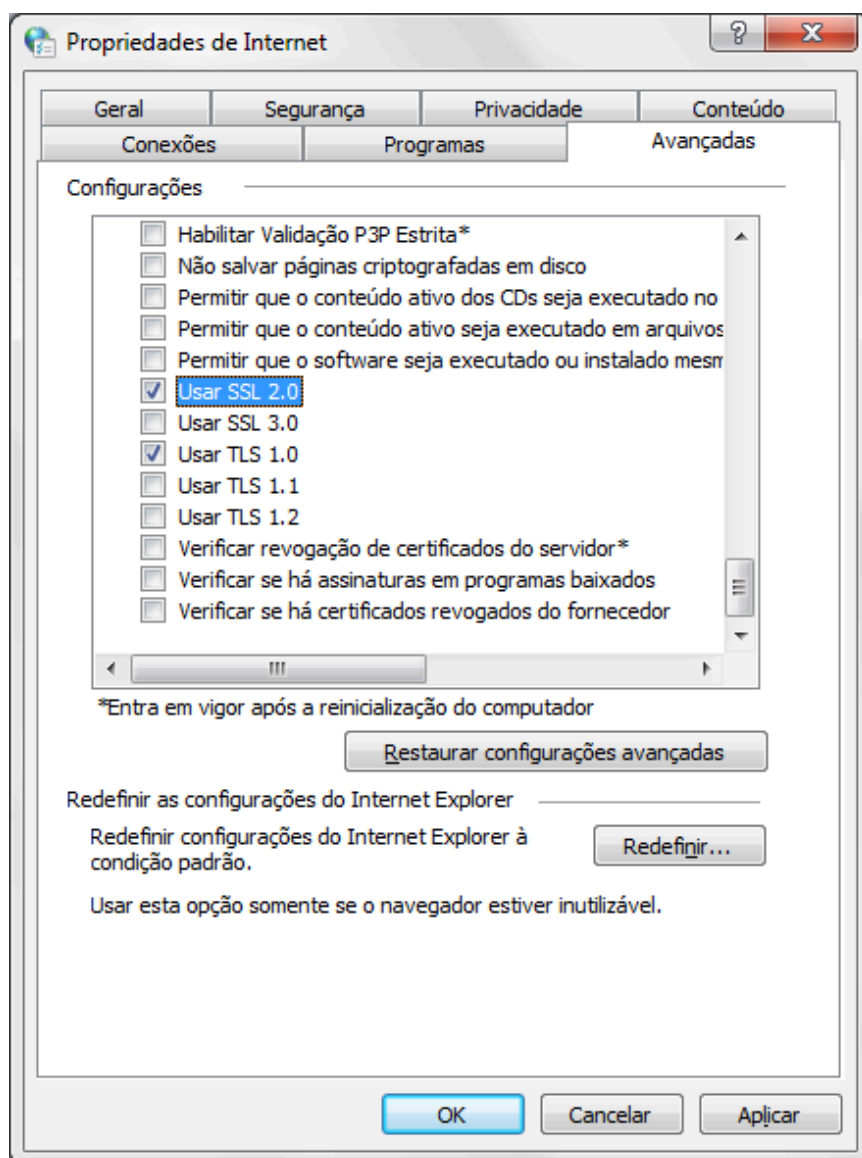 Propriedades de Internet
Geral Segurança Privacidade Conteúdo
Conexões Programas Avançadas
Configurações
Habilitar Validação P3P Estrita*
Não salvar páginas criptografadas em disco
Permitir que o conteúdo ativo dos CDs seja executado no
Permitir que o conteúdo ativo seja executado em arquivos
Permitir que o software seja executado ou instalado mesm
Usar SSL 2.0
Usar SSL 3.0
Usar TLS 1.0
Usar TLS 1.1
Usar TLS 1.2
Verificar revogação de certificados do servidor*
Verificar se há assinaturas em programas baixados
Verificar se há certificados revogados do fornecedor
*Entra em vigor após a reinicialização do computador
Restaurar configurações avançadas
Redefinir as configurações do Internet Explorer
Redefinir configurações do Internet Explorer à
condição padrão.
Redefinir...
Usar esta opção somente se o navegador estiver inutilizável.
OK Cancelar Aplicar